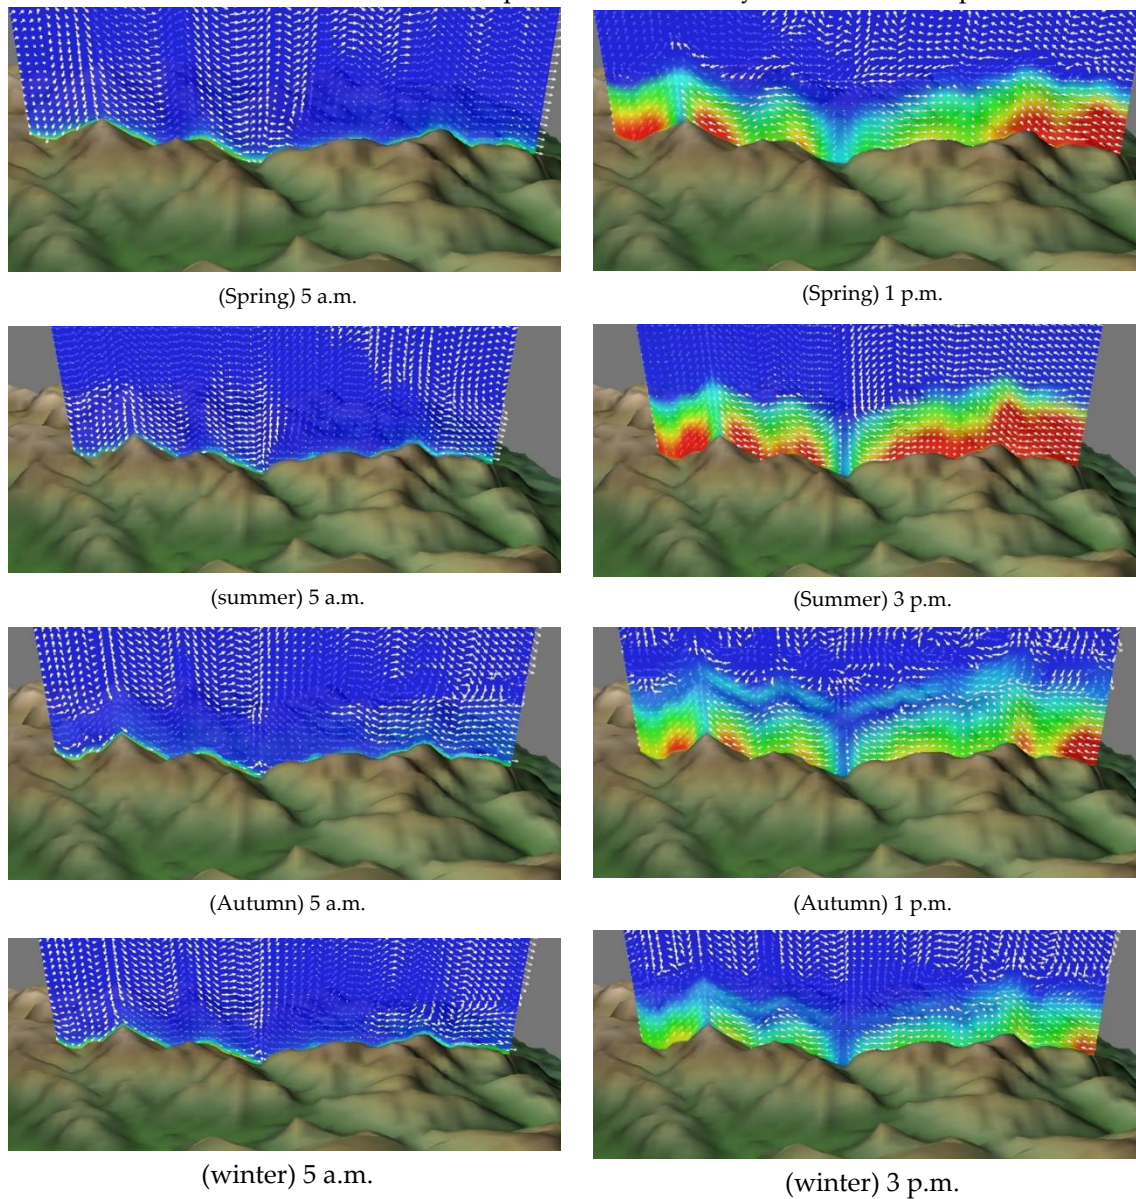 (Spring) 5 a.m.
(Spring) 1 p.m.
(summer) 5 a.m.
(Summer) 3 p.m.
(Autumn) 5 a.m.
(Autumn) 1 p.m.
(winter) 5 a.m.
(winter) 3 p.m.